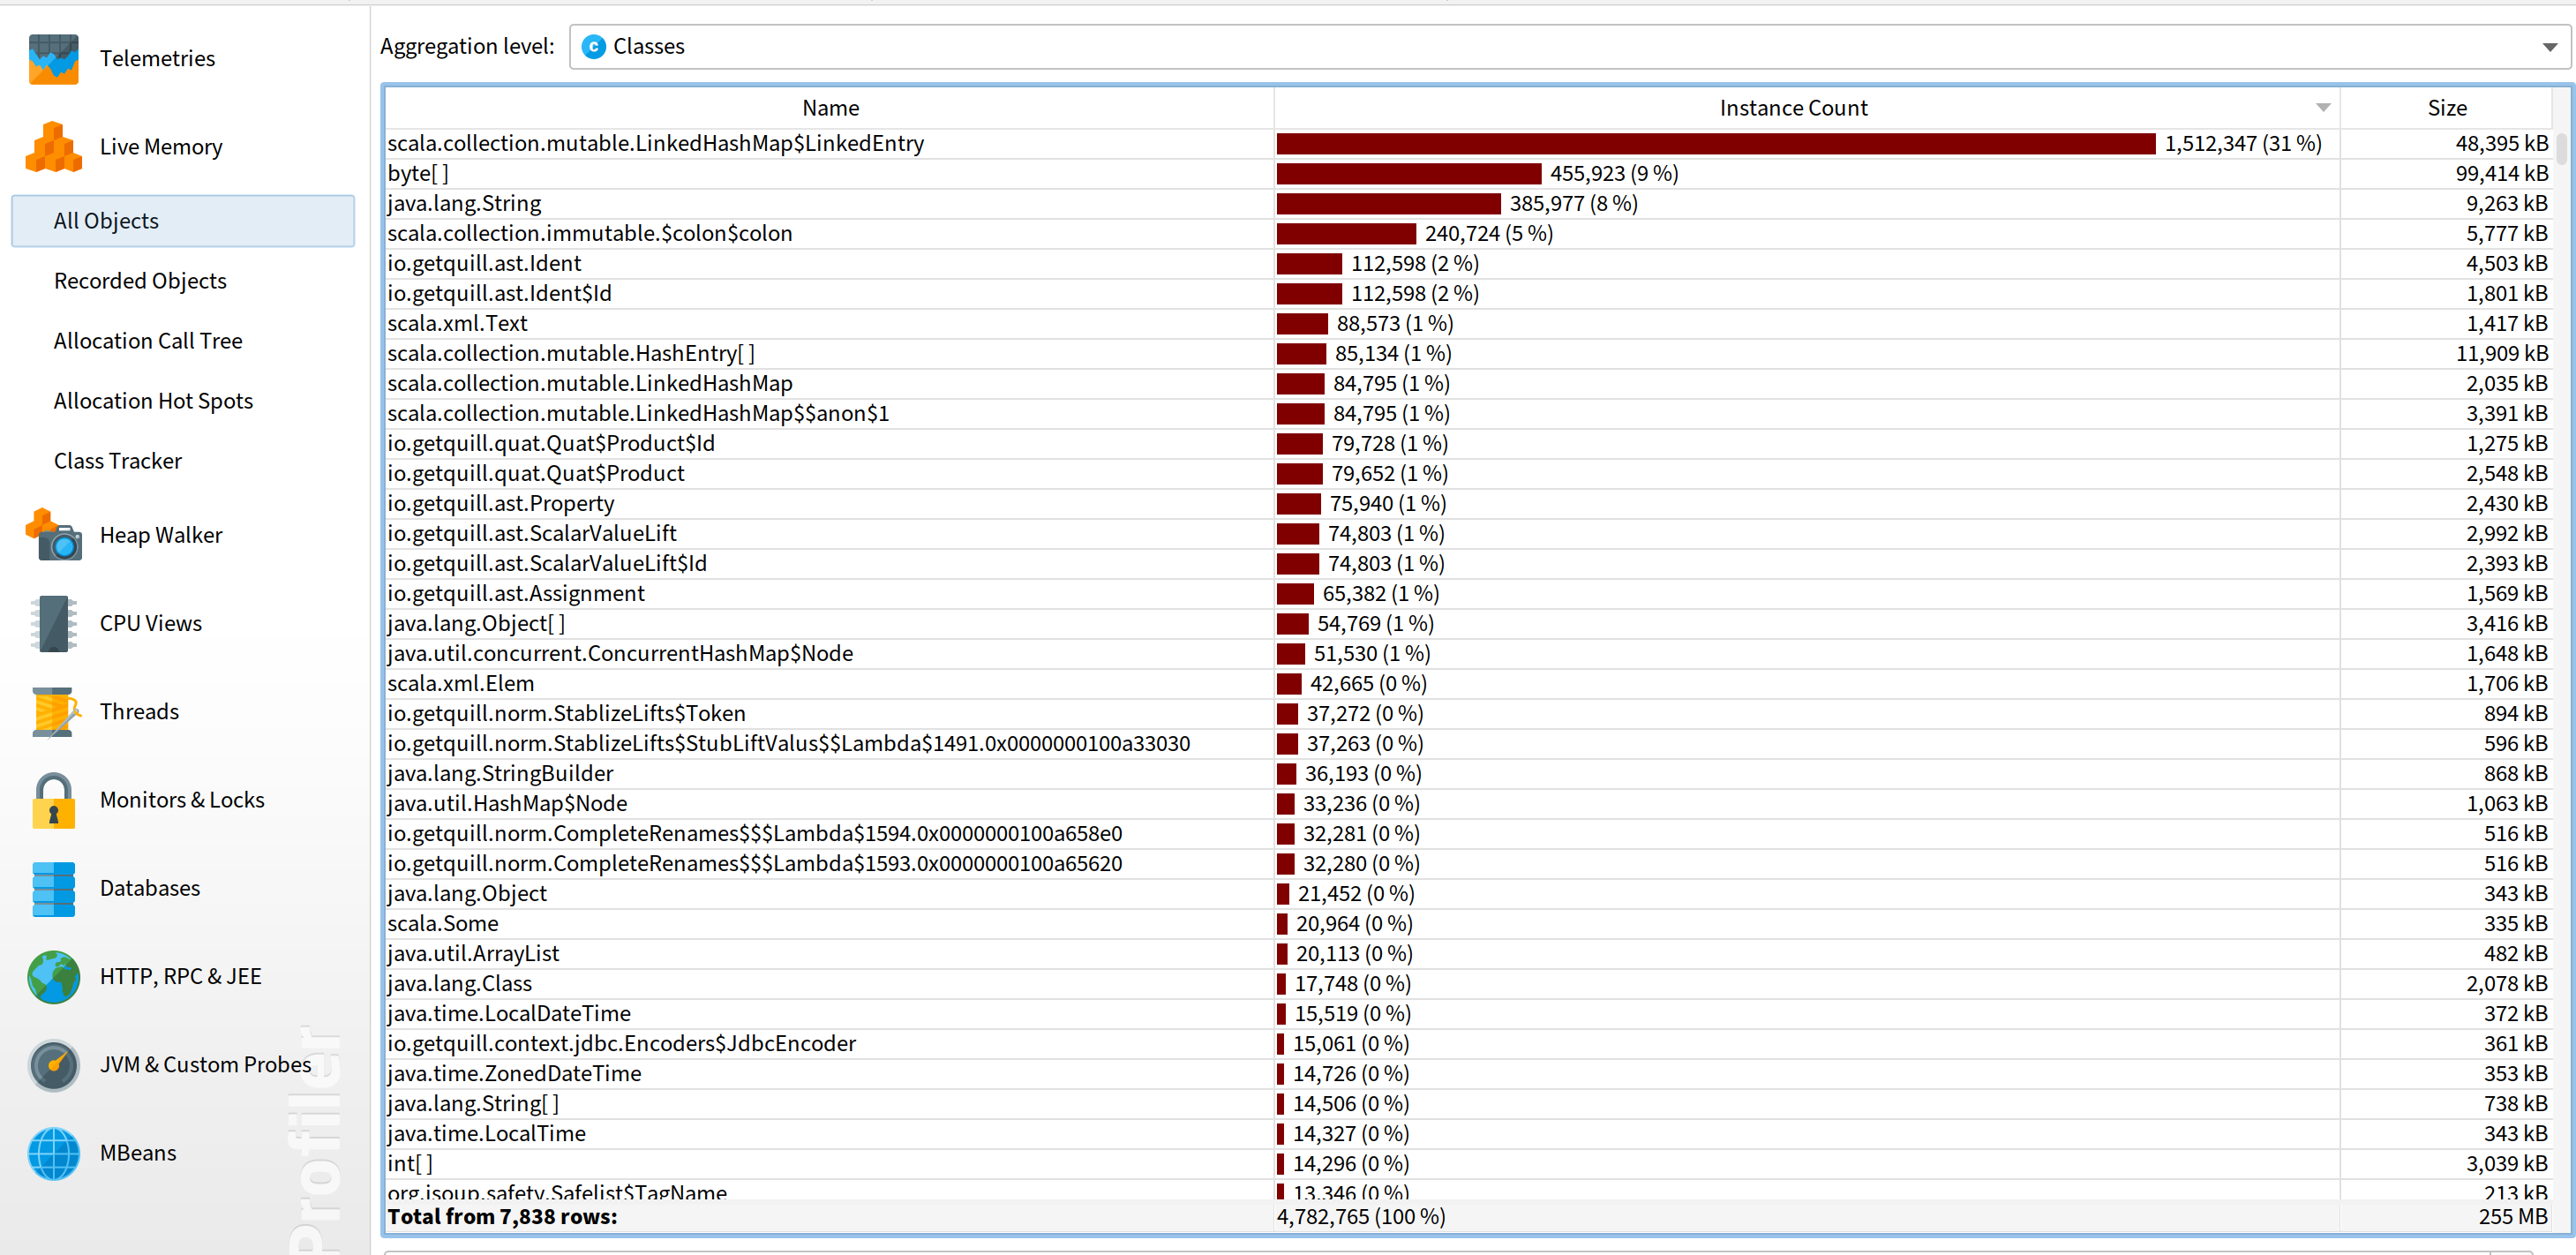 Telemetries
Live Memory
All Objects
Recorded Objects
Allocation Call Tree
Allocation Hot Spots
Class Tracker
Heap Walker
CPU Views
Threads
Monitors & Locks
Databases
HTTP, RPC & JEE
JVM & Custom Probes
MBeans
Profiler
Aggregation level: C Classes
Name Instance Count Size
scala.collection.mutable.LinkedHashMap$LinkedEntry 1,512,347 (31 %) 48,395 kB
byte[ ] 455,923 (9 %) 99,414 kB
java.lang.String 385,977 (8 %) 9,263 kB
scala.collection.immutable.$colon$colon 240,724 (5 %) 5,777 kB
io.getquill.ast.Ident 112,598 (2 %) 4,503 kB
io.getquill.ast.Ident$Id 112,598 (2 %) 1,801 kB
scala.xml.Text 88,573 (1 %) 1,417 kB
scala.collection.mutable.HashEntry[ ] 85,134 (1 %) 11,909 kB
scala.collection.mutable.LinkedHashMap 84,795 (1 %) 2,035 kB
scala.collection.mutable.LinkedHashMap$$anon$1 84,795 (1 %) 3,391 kB
io.getquill.quat.Quat$Product$Id 79,728 (1 %) 1,275 kB
io.getquill.quat.Quat$Product 79,652 (1 %) 2,548 kB
io.getquill.ast.Property 75,940 (1 %) 2,430 kB
io.getquill.ast.ScalarValueLift 74,803 (1 %) 2,992 kB
io.getquill.ast.ScalarValueLift$Id 74,803 (1 %) 2,393 kB
io.getquill.ast.Assignment 65,382 (1 %) 1,569 kB
java.lang.Object[ ] 54,769 (1 %) 3,416 kB
java.util.concurrent.ConcurrentHashMap$Node 51,530 (1 %) 1,648 kB
scala.xml.Elem 42,665 (0 %) 1,706 kB
io.getquill.norm.StablizeLifts$Token 37,272 (0 %) 894 kB
io.getquill.norm.StablizeLifts$StubLiftValus$$Lambda$1491.0x0000000100a33030 37,263 (0 %) 596 kB
java.lang.StringBuilder 36,193 (0 %) 868 kB
java.util.HashMap$Node 33,236 (0 %) 1,063 kB
io.getquill.norm.CompleteRenames$$$Lambda$1594.0x0000000100a658e0 32,281 (0 %) 516 kB
io.getquill.norm.CompleteRenames$$$Lambda$1593.0x0000000100a65620 32,280 (0 %) 516 kB
java.lang.Object 21,452 (0 %) 343 kB
scala.Some 20,964 (0 %) 335 kB
java.util.ArrayList 20,113 (0 %) 482 kB
java.lang.Class 17,748 (0 %) 2,078 kB
java.time.LocalDateTime 15,519 (0 %) 372 kB
io.getquill.context.jdbc.Encoders$JdbcEncoder 15,061 (0 %) 361 kB
java.time.ZonedDateTime 14,726 (0 %) 353 kB
java.lang.String[ ] 14,506 (0 %) 738 kB
java.time.LocalTime 14,327 (0 %) 343 kB
int[ ] 14,296 (0 %) 3,039 kB
org.jsoup.safety.Safelist$TagName 13,346 (0 %) 213 kB
Total from 7,838 rows: 4,782,765 (100 %) 255 MB